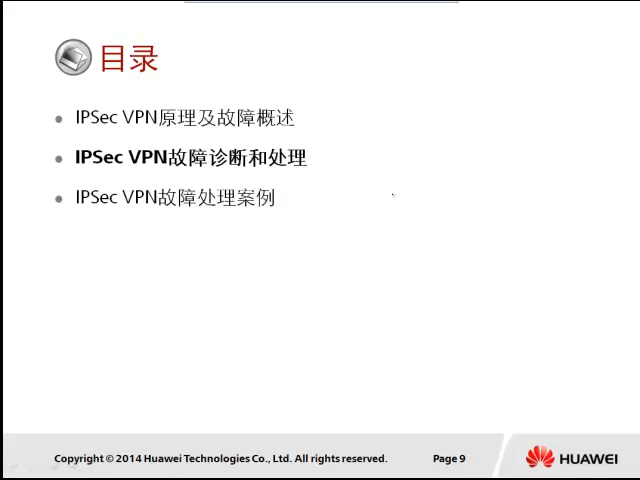 目录
IPSec VPN原理及故障概述
IPSec VPN故障诊断和处理
IPSec VPN故障处理案例
Copyright © 2014 Huawei Technologies Co., Ltd. All rights reserved.
Page 9
HUAWEI